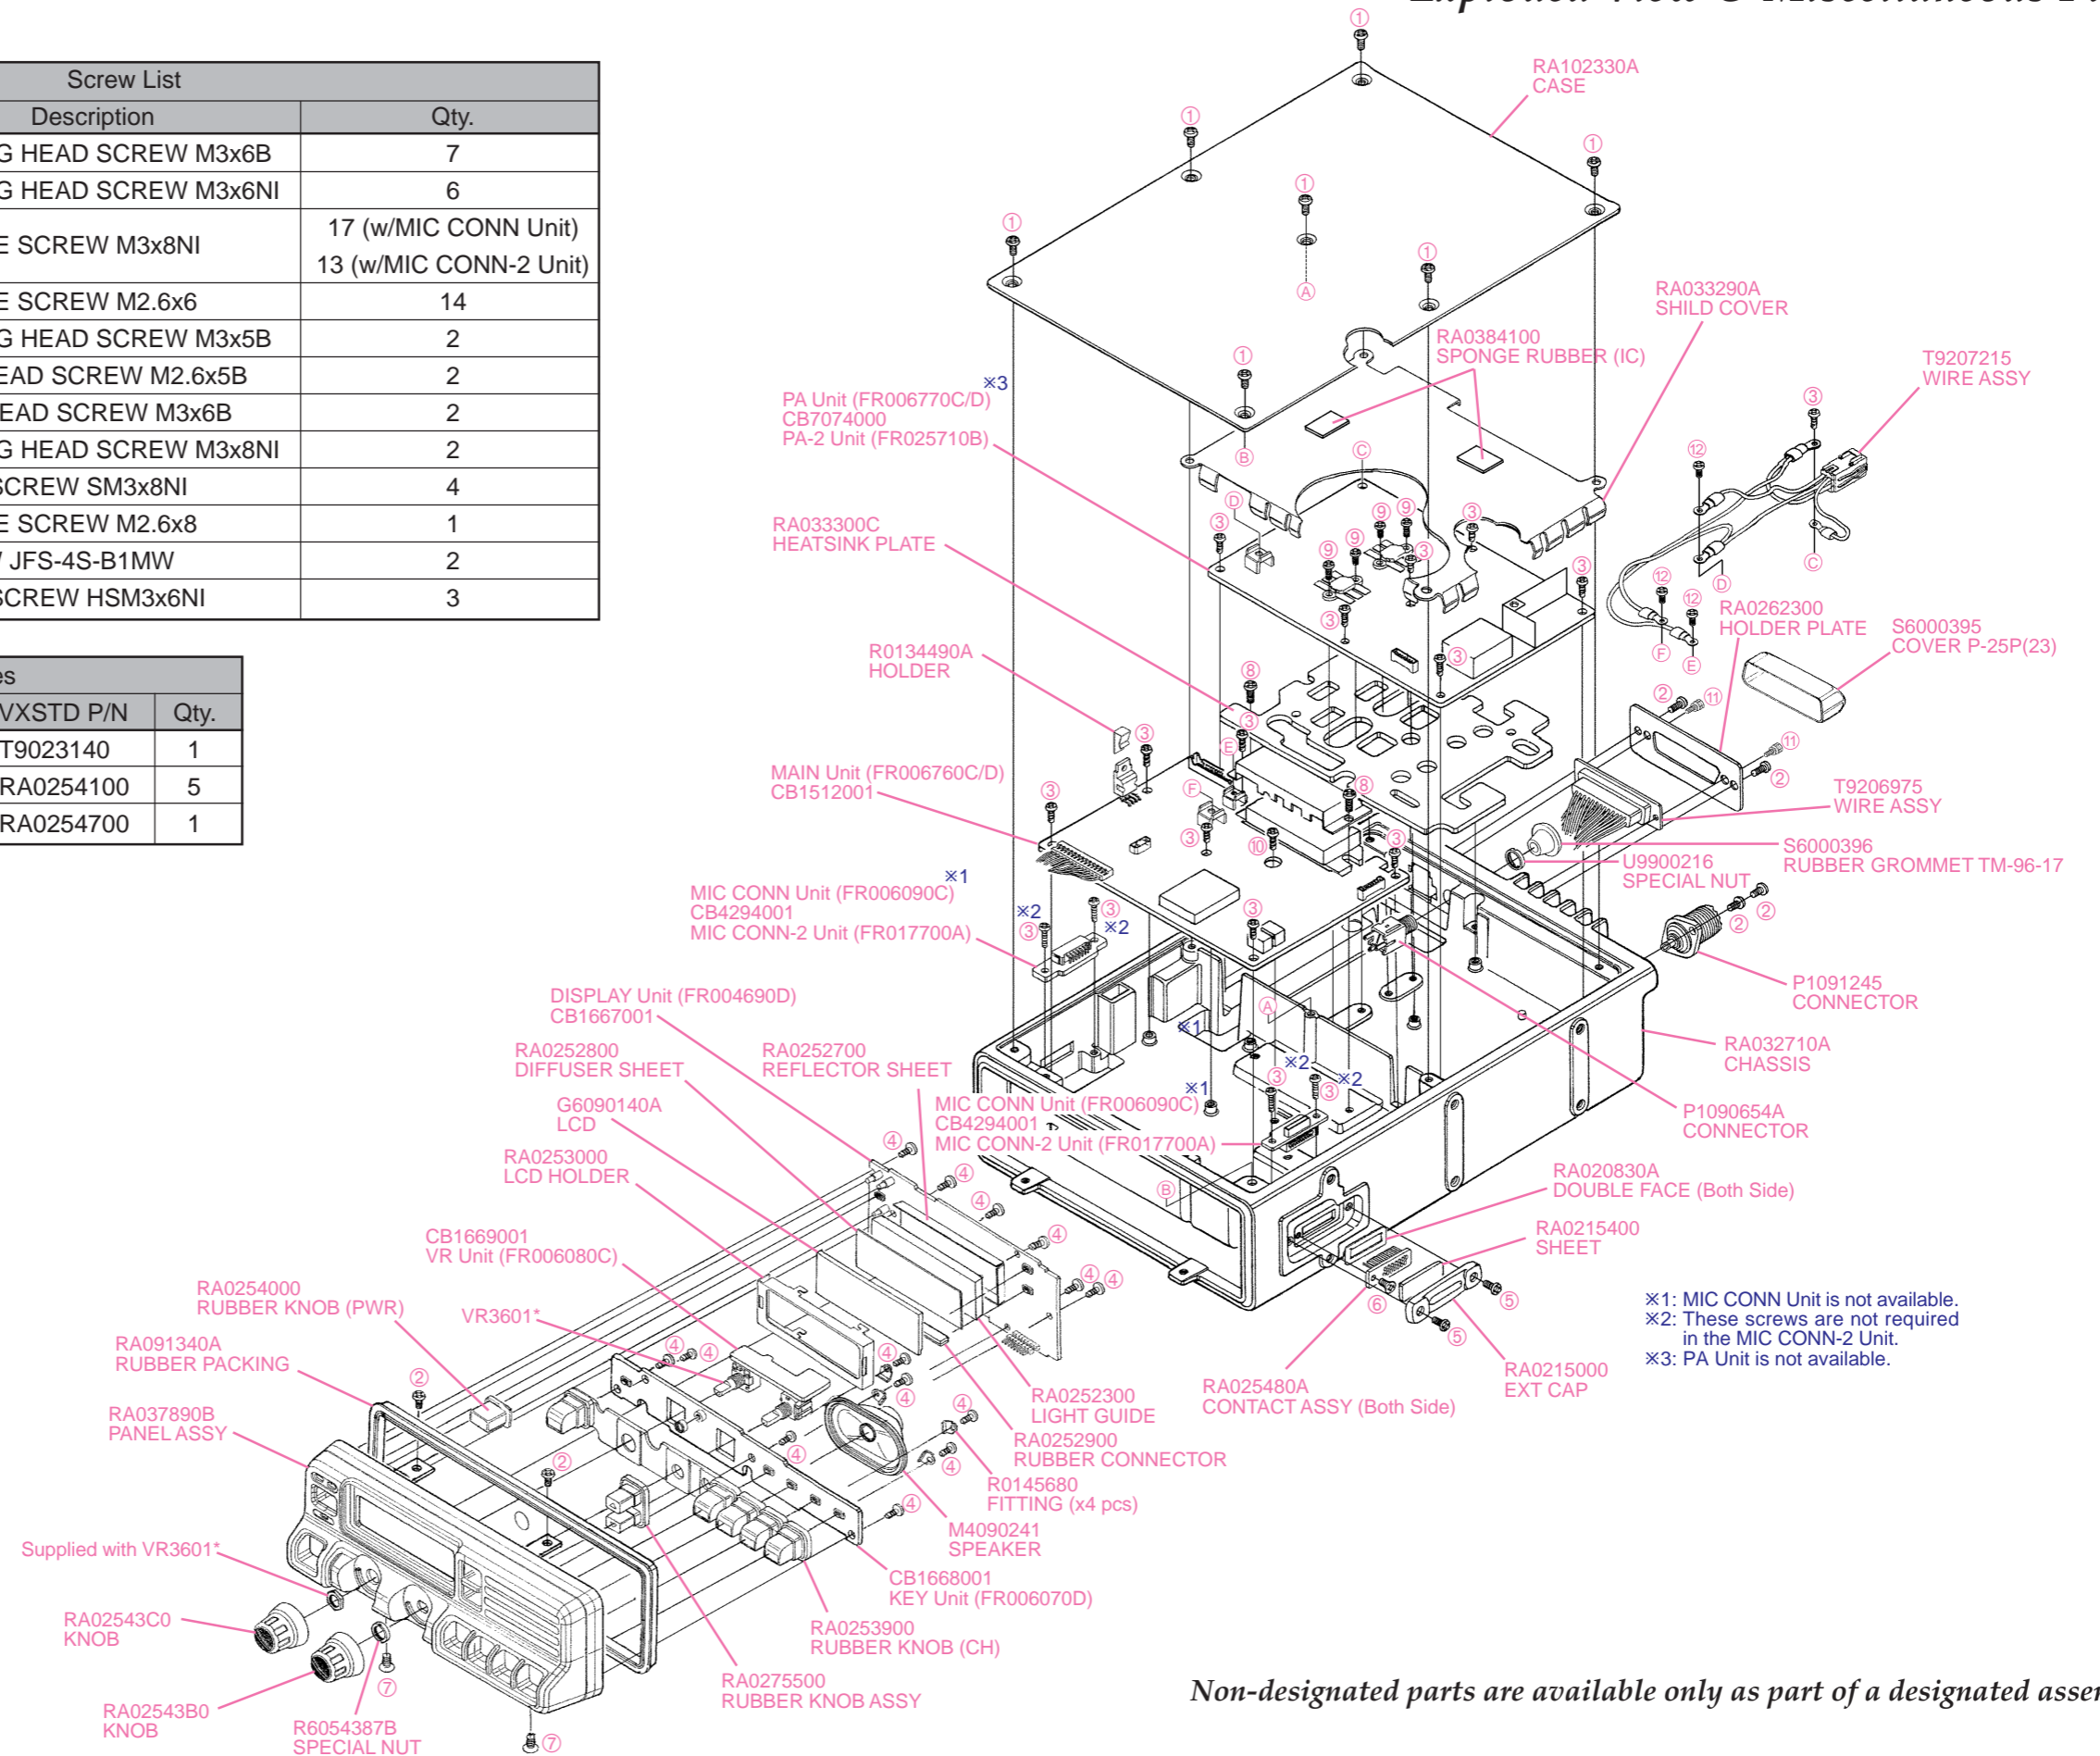 Screw List
Description Qty.
HEAD SCREW M3x6B 7
HEAD SCREW M3x6NI 6
SCREW M3x8NI 17 (w/MIC CONN Unit)
13 (w/MIC CONN-2 Unit)
SCREW M2.6x6 14
HEAD SCREW M3x5B 2
SCREW M2.6x5B 2
SCREW M3x6B 2
HEAD SCREW M3x8NI 2
SCREW SM3x8NI 4
SCREW M2.6x8 1
JFS-4S-B1MW 2
SCREW HSM3x6NI 3
VXSTD P/N Qty.
T9023140 1
RA0254100 5
RA0254700 1
RA102330A
CASE
RA033290A
SHILD COVER
RA0384100
SPONGE RUBBER (IC)
T9207215
WIRE ASSY
※3
PA Unit (FR006770C/D)
CB7074000
PA-2 Unit (FR025710B)
RA033300C
HEATSINK PLATE
RA0262300
HOLDER PLATE
S6000395
COVER P-25P(23)
R0134490A
HOLDER
MAIN Unit (FR006760C/D)
CB1512001
T9206975
WIRE ASSY
S6000396
RUBBER GROMMET TM-96-17
U9900216
SPECIAL NUT
※1
MIC CONN Unit (FR006090C)
CB4294001
MIC CONN-2 Unit (FR017700A)
※2
※2
P1091245
CONNECTOR
DISPLAY Unit (FR004690D)
CB1667001
RA032710A
CHASSIS
RA0252800
DIFFUSER SHEET
RA0252700
REFLECTOR SHEET
※1
※2
※2
※1
MIC CONN Unit (FR006090C)
CB4294001
MIC CONN-2 Unit (FR017700A)
P1090654A
CONNECTOR
G6090140A
LCD
RA0253000
LCD HOLDER
RA020830A
DOUBLE FACE (Both Side)
RA0215400
SHEET
CB1669001
VR Unit (FR006080C)
RA0254000
RUBBER KNOB (PWR)
VR3601*
※1: MIC CONN Unit is not available.
※2: These screws are not required
in the MIC CONN-2 Unit.
※3: PA Unit is not available.
RA091340A
RUBBER PACKING
RA0215000
EXT CAP
RA025480A
CONTACT ASSY (Both Side)
RA037890B
PANEL ASSY
RA0252300
LIGHT GUIDE
RA0252900
RUBBER CONNECTOR
R0145680
FITTING (x4 pcs)
M4090241
SPEAKER
Supplied with VR3601*
CB1668001
KEY Unit (FR006070D)
RA02543C0
KNOB
RA0253900
RUBBER KNOB (CH)
RA0275500
RUBBER KNOB ASSY
RA02543B0
KNOB
R6054387B
SPECIAL NUT
Non-designated parts are available only as part of a designated